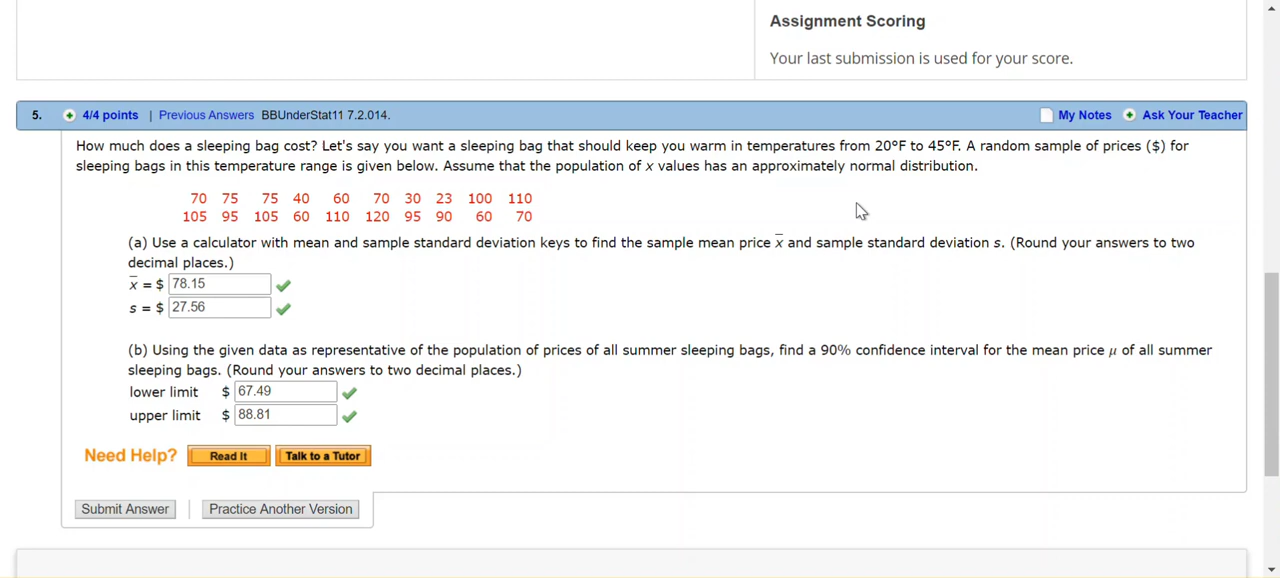 Assignment Scoring
Your last submission is used for your score.
5. 4/4 points | Previous Answers BBUnderStat11 7.2.014. My Notes Ask Your Teacher
How much does a sleeping bag cost? Let's say you want a sleeping bag that should keep you warm in temperatures from 20°F to 45°F. A random sample of prices ($) for
sleeping bags in this temperature range is given below. Assume that the population of x values has an approximately normal distribution.
70 75 75 40 60 70 30 23 100 110
105 95 105 60 110 120 95 90 60 70
(a) Use a calculator with mean and sample standard deviation keys to find the sample mean price x̅ and sample standard deviation s. (Round your answers to two
decimal places.)
x̅ = $ 78.15
s = $ 27.56
(b) Using the given data as representative of the population of prices of all summer sleeping bags, find a 90% confidence interval for the mean price μ of all summer
sleeping bags. (Round your answers to two decimal places.)
lower limit $ 67.49
upper limit $ 88.81
Need Help? Read It Talk to a Tutor
Submit Answer | Practice Another Version